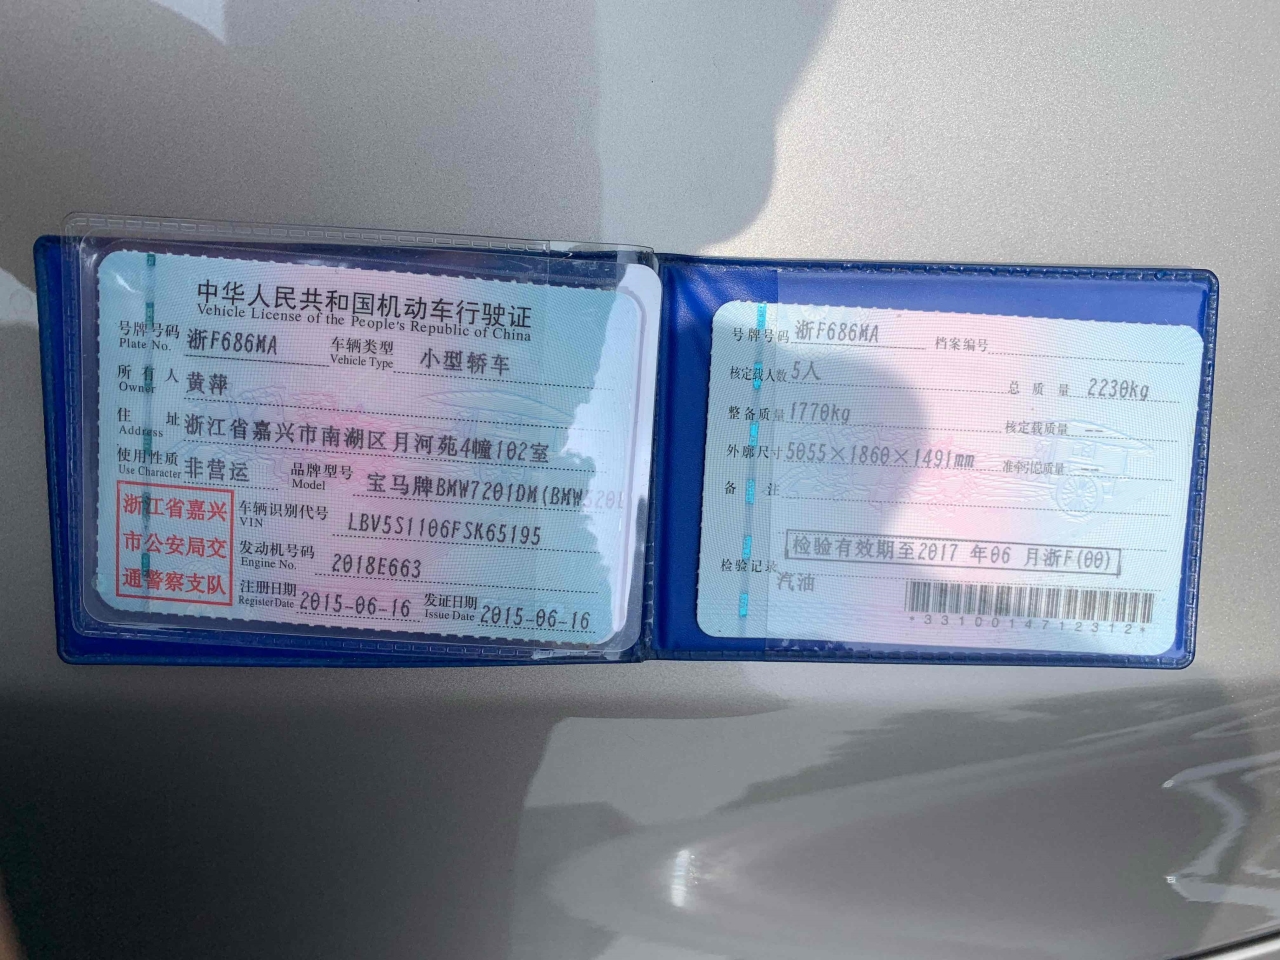 中华人民共和国机动车行驶证
Vehicle License of the People's Republic of China
号牌号码 浙F686MA 车辆类型 小型轿车
Plate No. Vehicle Type
所有人 黄萍
Owner
住址 浙江省嘉兴市南湖区月河苑4幢102室
Address
使用性质 非营运 品牌型号 宝马牌BMW7201DM(BMW5201
Use Character Model
浙江省嘉兴
市公安局交
通警察支队
车辆识别代号 LBV5S1106FSK65195
VIN
发动机号码 2018E663
Engine No.
注册日期 2015-06-16 发证日期 2015-06-16
Register Date Issue Date
号牌号码 浙F686MA 档案编号
核定载人数 5人 总质量 2230kg
整备质量 1770kg 核定载质量 --
外廓尺寸 5055×1860×1491mm 准牵引总质量 --
备注
检验有效期至2017 年06 月浙F(00)
检验记录
汽油
*3310014712312*